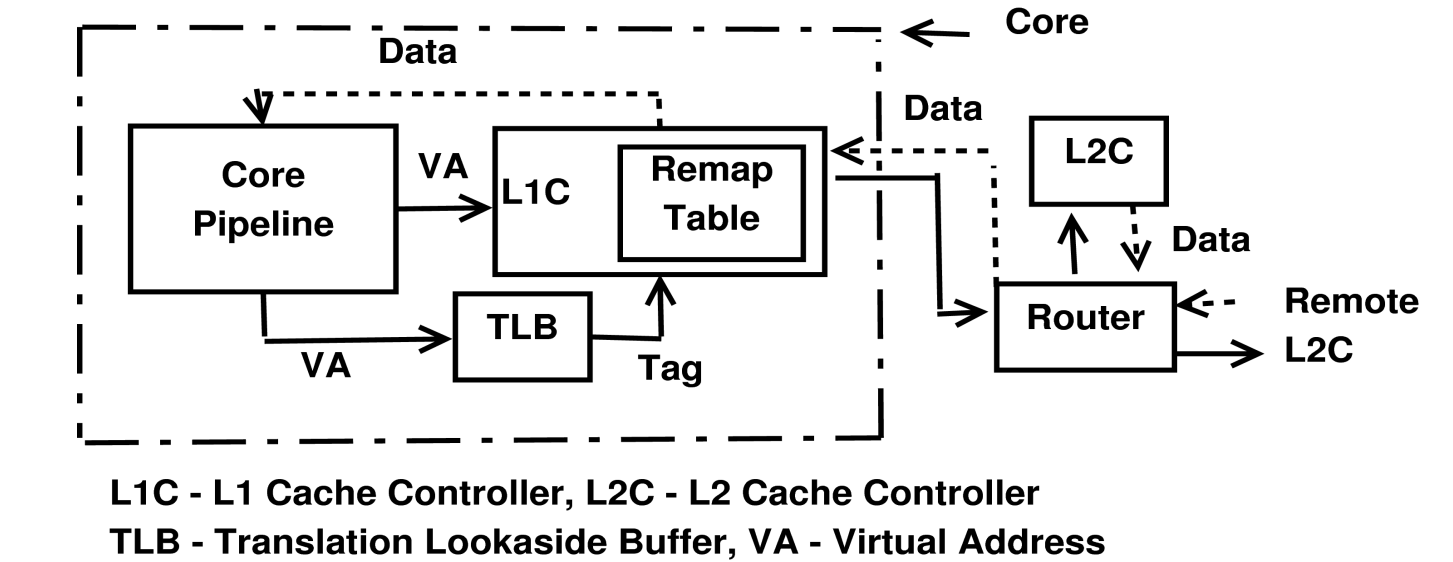 Core
Data
Data
L2C
Core
Pipeline
VA
L1C
Remap
Table
Data
TLB
Router
Remote
L2C
VA
Tag
L1C - L1 Cache Controller, L2C - L2 Cache Controller
TLB - Translation Lookaside Buffer, VA - Virtual Address